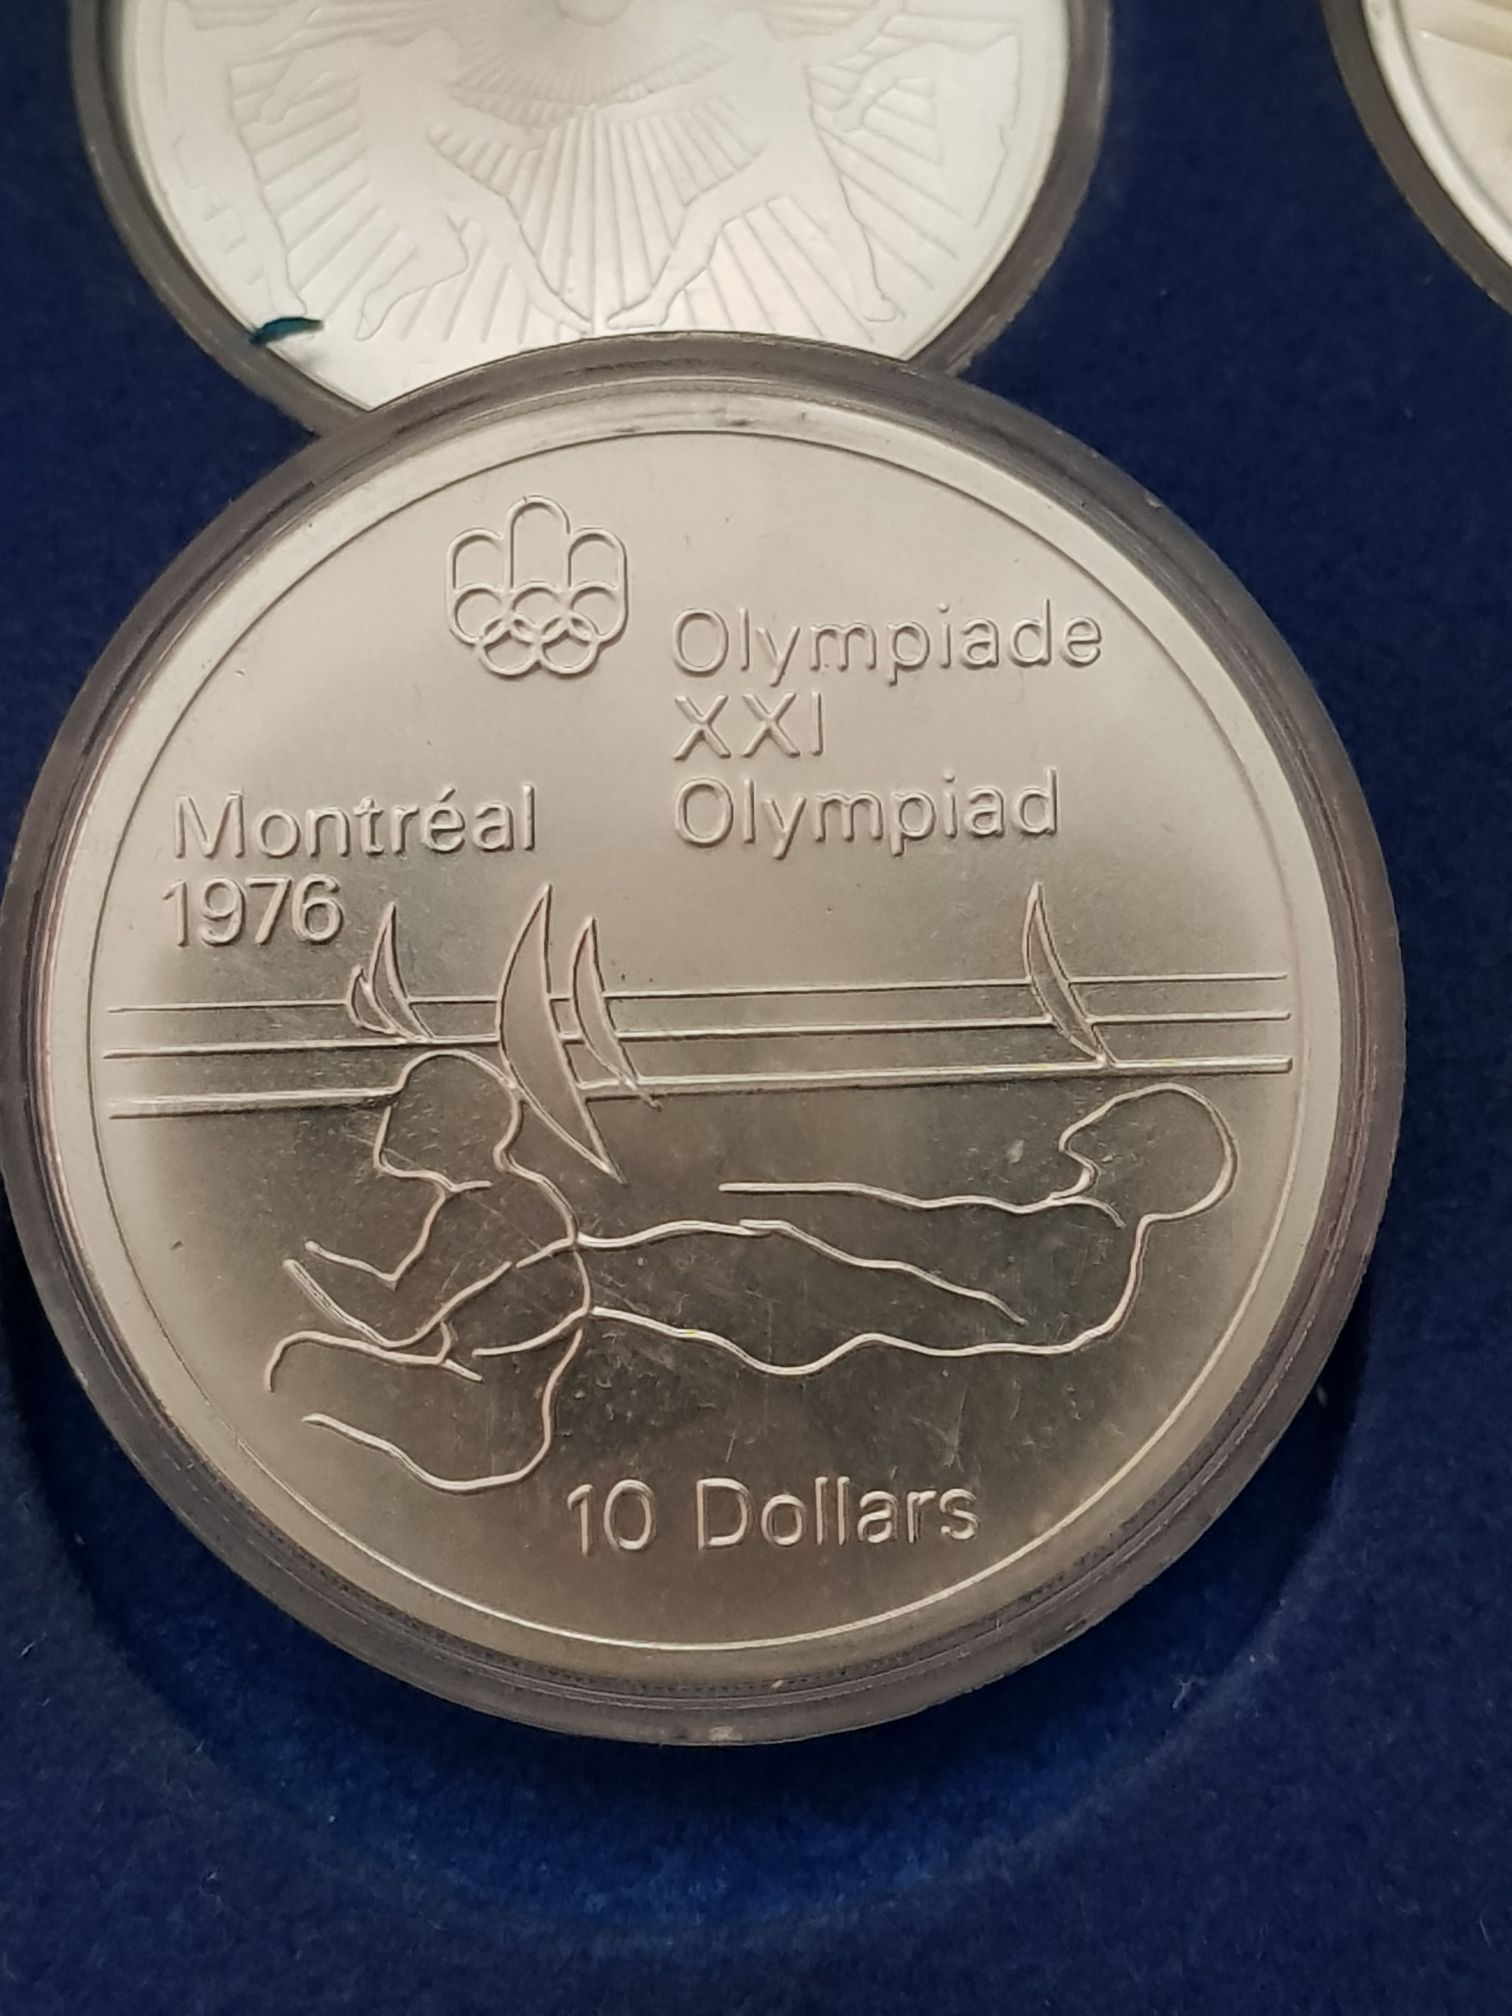 Olympiade
XXI
Olympiad
Montréal
1976
10 Dollars